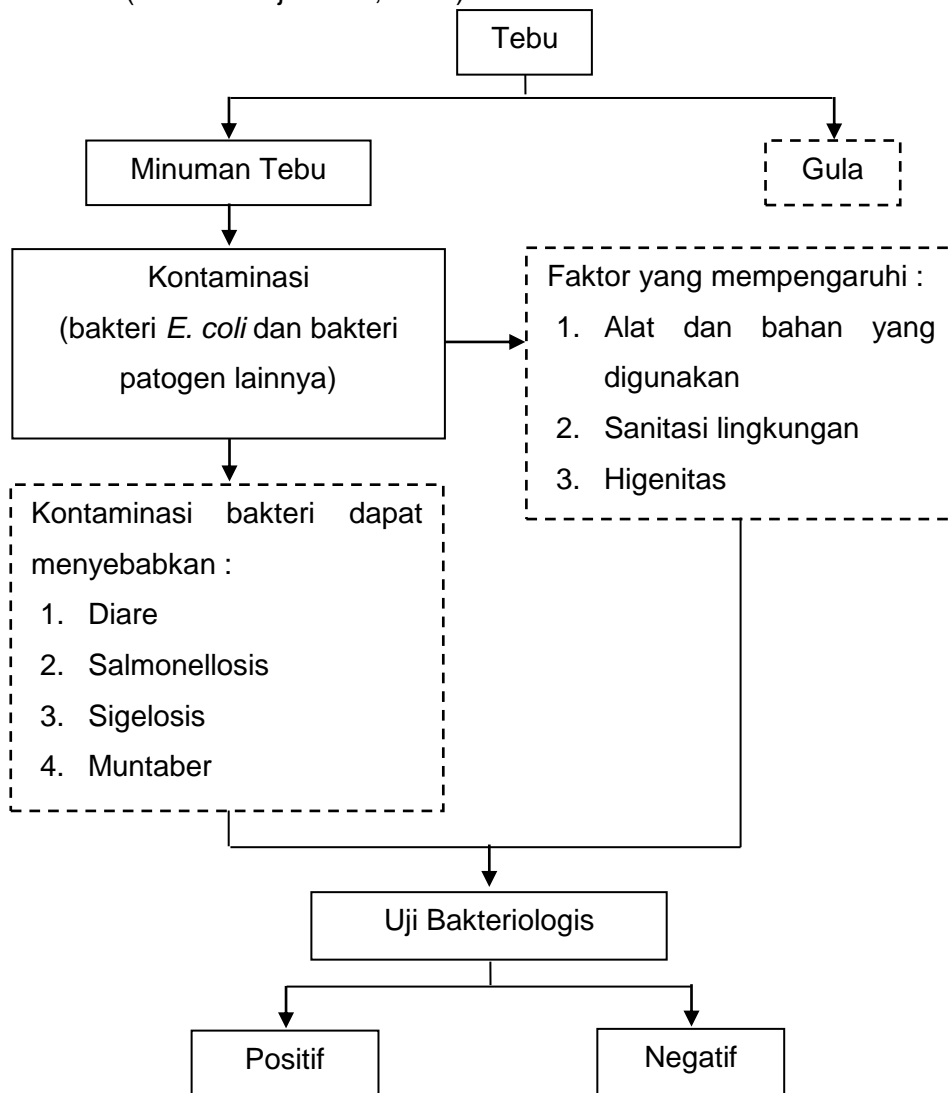 Tebu
Minuman Tebu
Gula
Kontaminasi
(bakteri E. coli dan bakteri
patogen lainnya)
Faktor yang mempengaruhi :
1. Alat dan bahan yang
digunakan
2. Sanitasi lingkungan
3. Higenitas
Kontaminasi bakteri dapat
menyebabkan :
1. Diare
2. Salmonellosis
3. Sigelosis
4. Muntaber
Uji Bakteriologis
Positif
Negatif